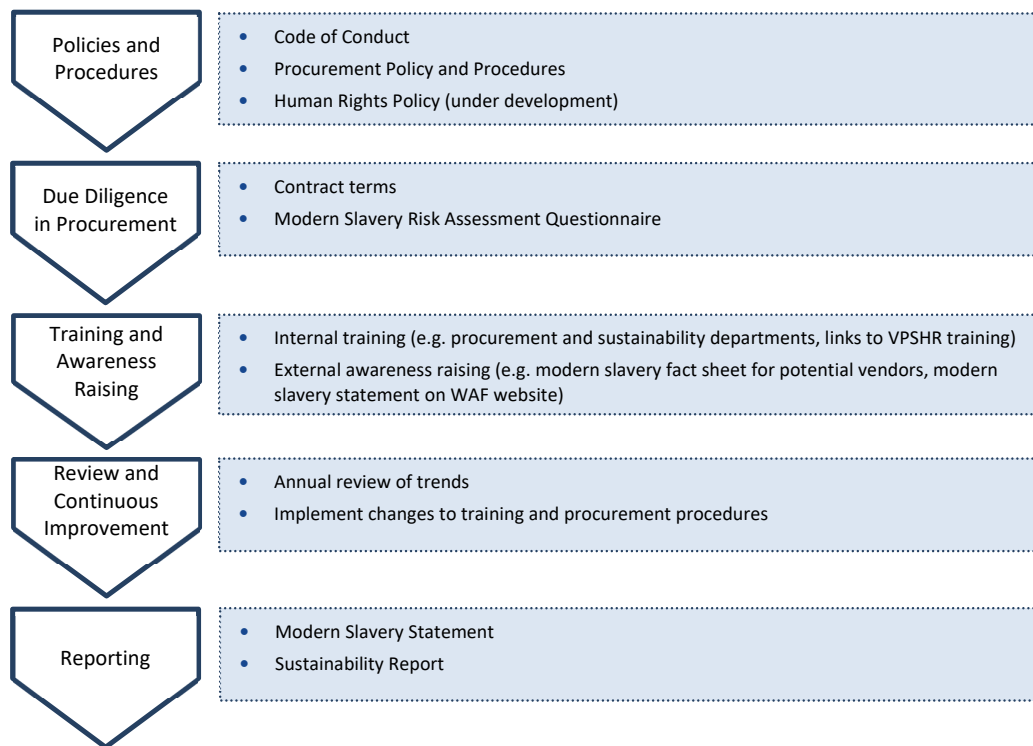 Policies and
Procedures
• Code of Conduct
• Procurement Policy and Procedures
• Human Rights Policy (under development)
Due Diligence
in Procurement
• Contract terms
• Modern Slavery Risk Assessment Questionnaire
Training and
Awareness
Raising
• Internal training (e.g. procurement and sustainability departments, links to VPSHR training)
• External awareness raising (e.g. modern slavery fact sheet for potential vendors, modern
slavery statement on WAF website)
Review and
Continuous
Improvement
• Annual review of trends
• Implement changes to training and procurement procedures
Reporting
• Modern Slavery Statement
• Sustainability Report